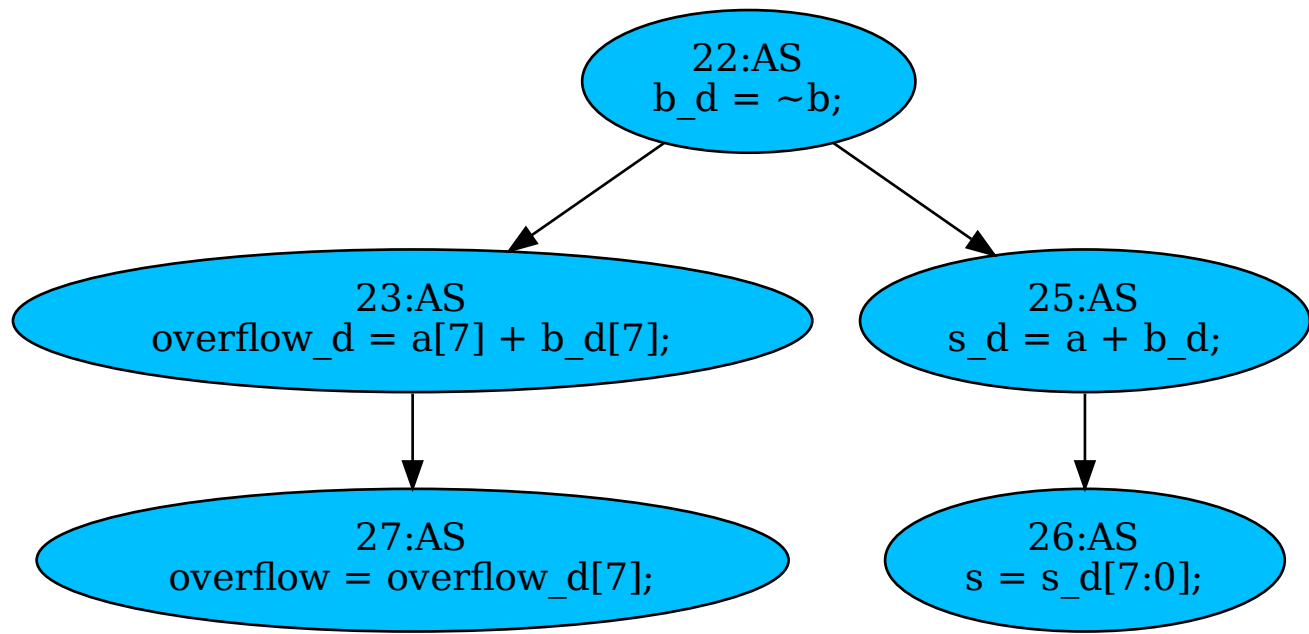 22:AS
b_d = ~b;
23:AS
overflow_d = a[7] + b_d[7];
25:AS
s_d = a + b_d;
27:AS
overflow = overflow_d[7];
26:AS
s = s_d[7:0];